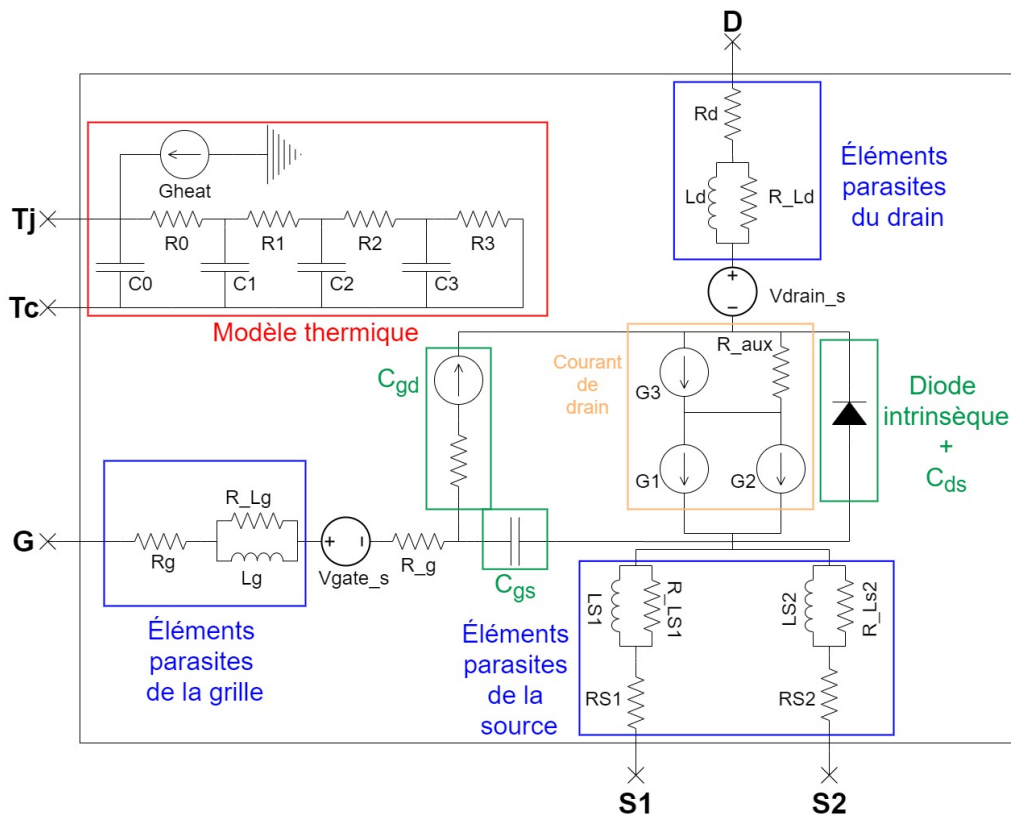 D
Rd
Ld
R_Ld
Éléments
parasites
du drain
Gheat
Tj
R0
R1
R2
R3
C0
C1
C2
C3
Tc
Modèle thermique
Vdrain_s
Cgd
Courant
de
drain
R_aux
G3
G1
G2
Diode
intrinsèque
+
Cds
G
Rg
R_Lg
Lg
Vgate_s
R_g
Cgs
Éléments
parasites
de la grille
Éléments
parasites
de la
source
LS1
R_LS1
LS2
R_Ls2
RS1
RS2
S1
S2